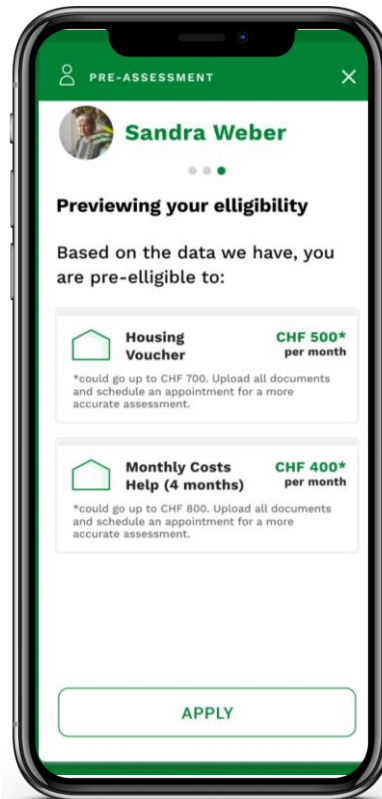 PRE-ASSESSMENT
Sandra Weber
Previewing your elligibility
Based on the data we have, you
are pre-elligible to:
Housing
Voucher
CHF 500*
per month
*could go up to CHF 700. Upload all documents
and schedule an appointment for a more
accurate assessment.
Monthly Costs
Help (4 months)
CHF 400*
per month
*could go up to CHF 800. Upload all documents
and schedule an appointment for a more
accurate assessment.
APPLY